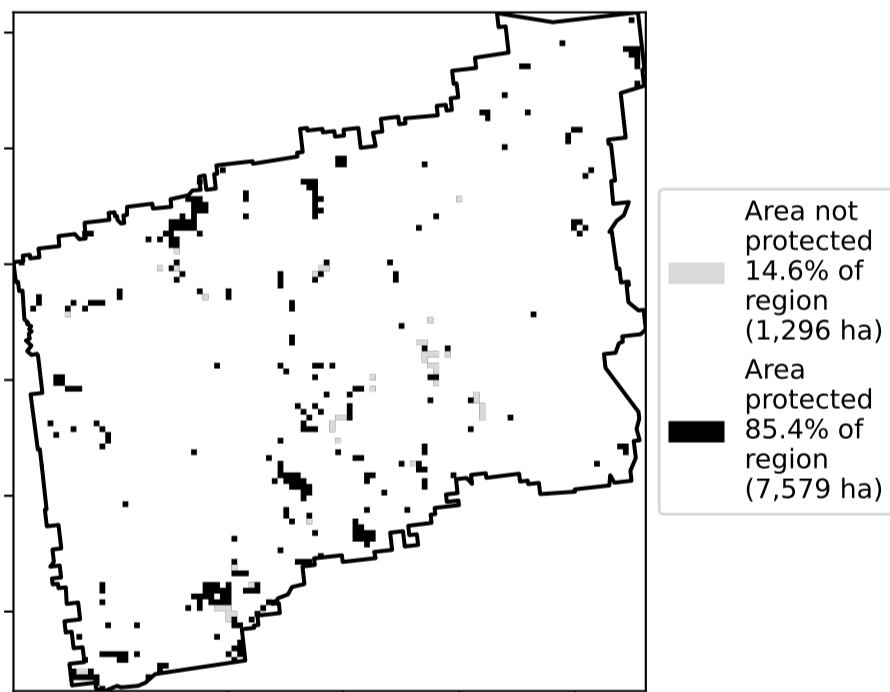 Area not
protected
14.6% of
region
(1,296 ha)
Area
protected
85.4% of
region
(7,579 ha)